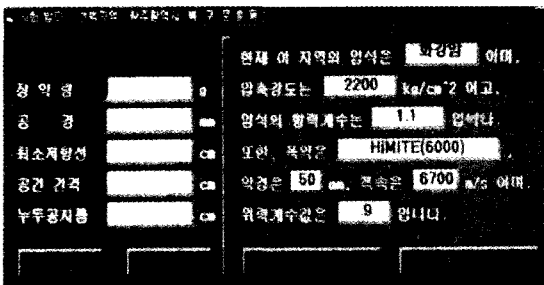 장 약 량 g
공 경 mm
최소저항선 cm
공간 간격 cm
누두공지름 cm
현재 이 지역의 암석은 화강암 이며,
압축강도는 2200 kg/cm^2 이고,
암석의 항력계수는 1.1 입니다.
또한, 폭약은 HiMITE(6000) ,
약경은 50 mm, 폭속은 6700 m/s 이며,
위력계수값은 .9 입니다.